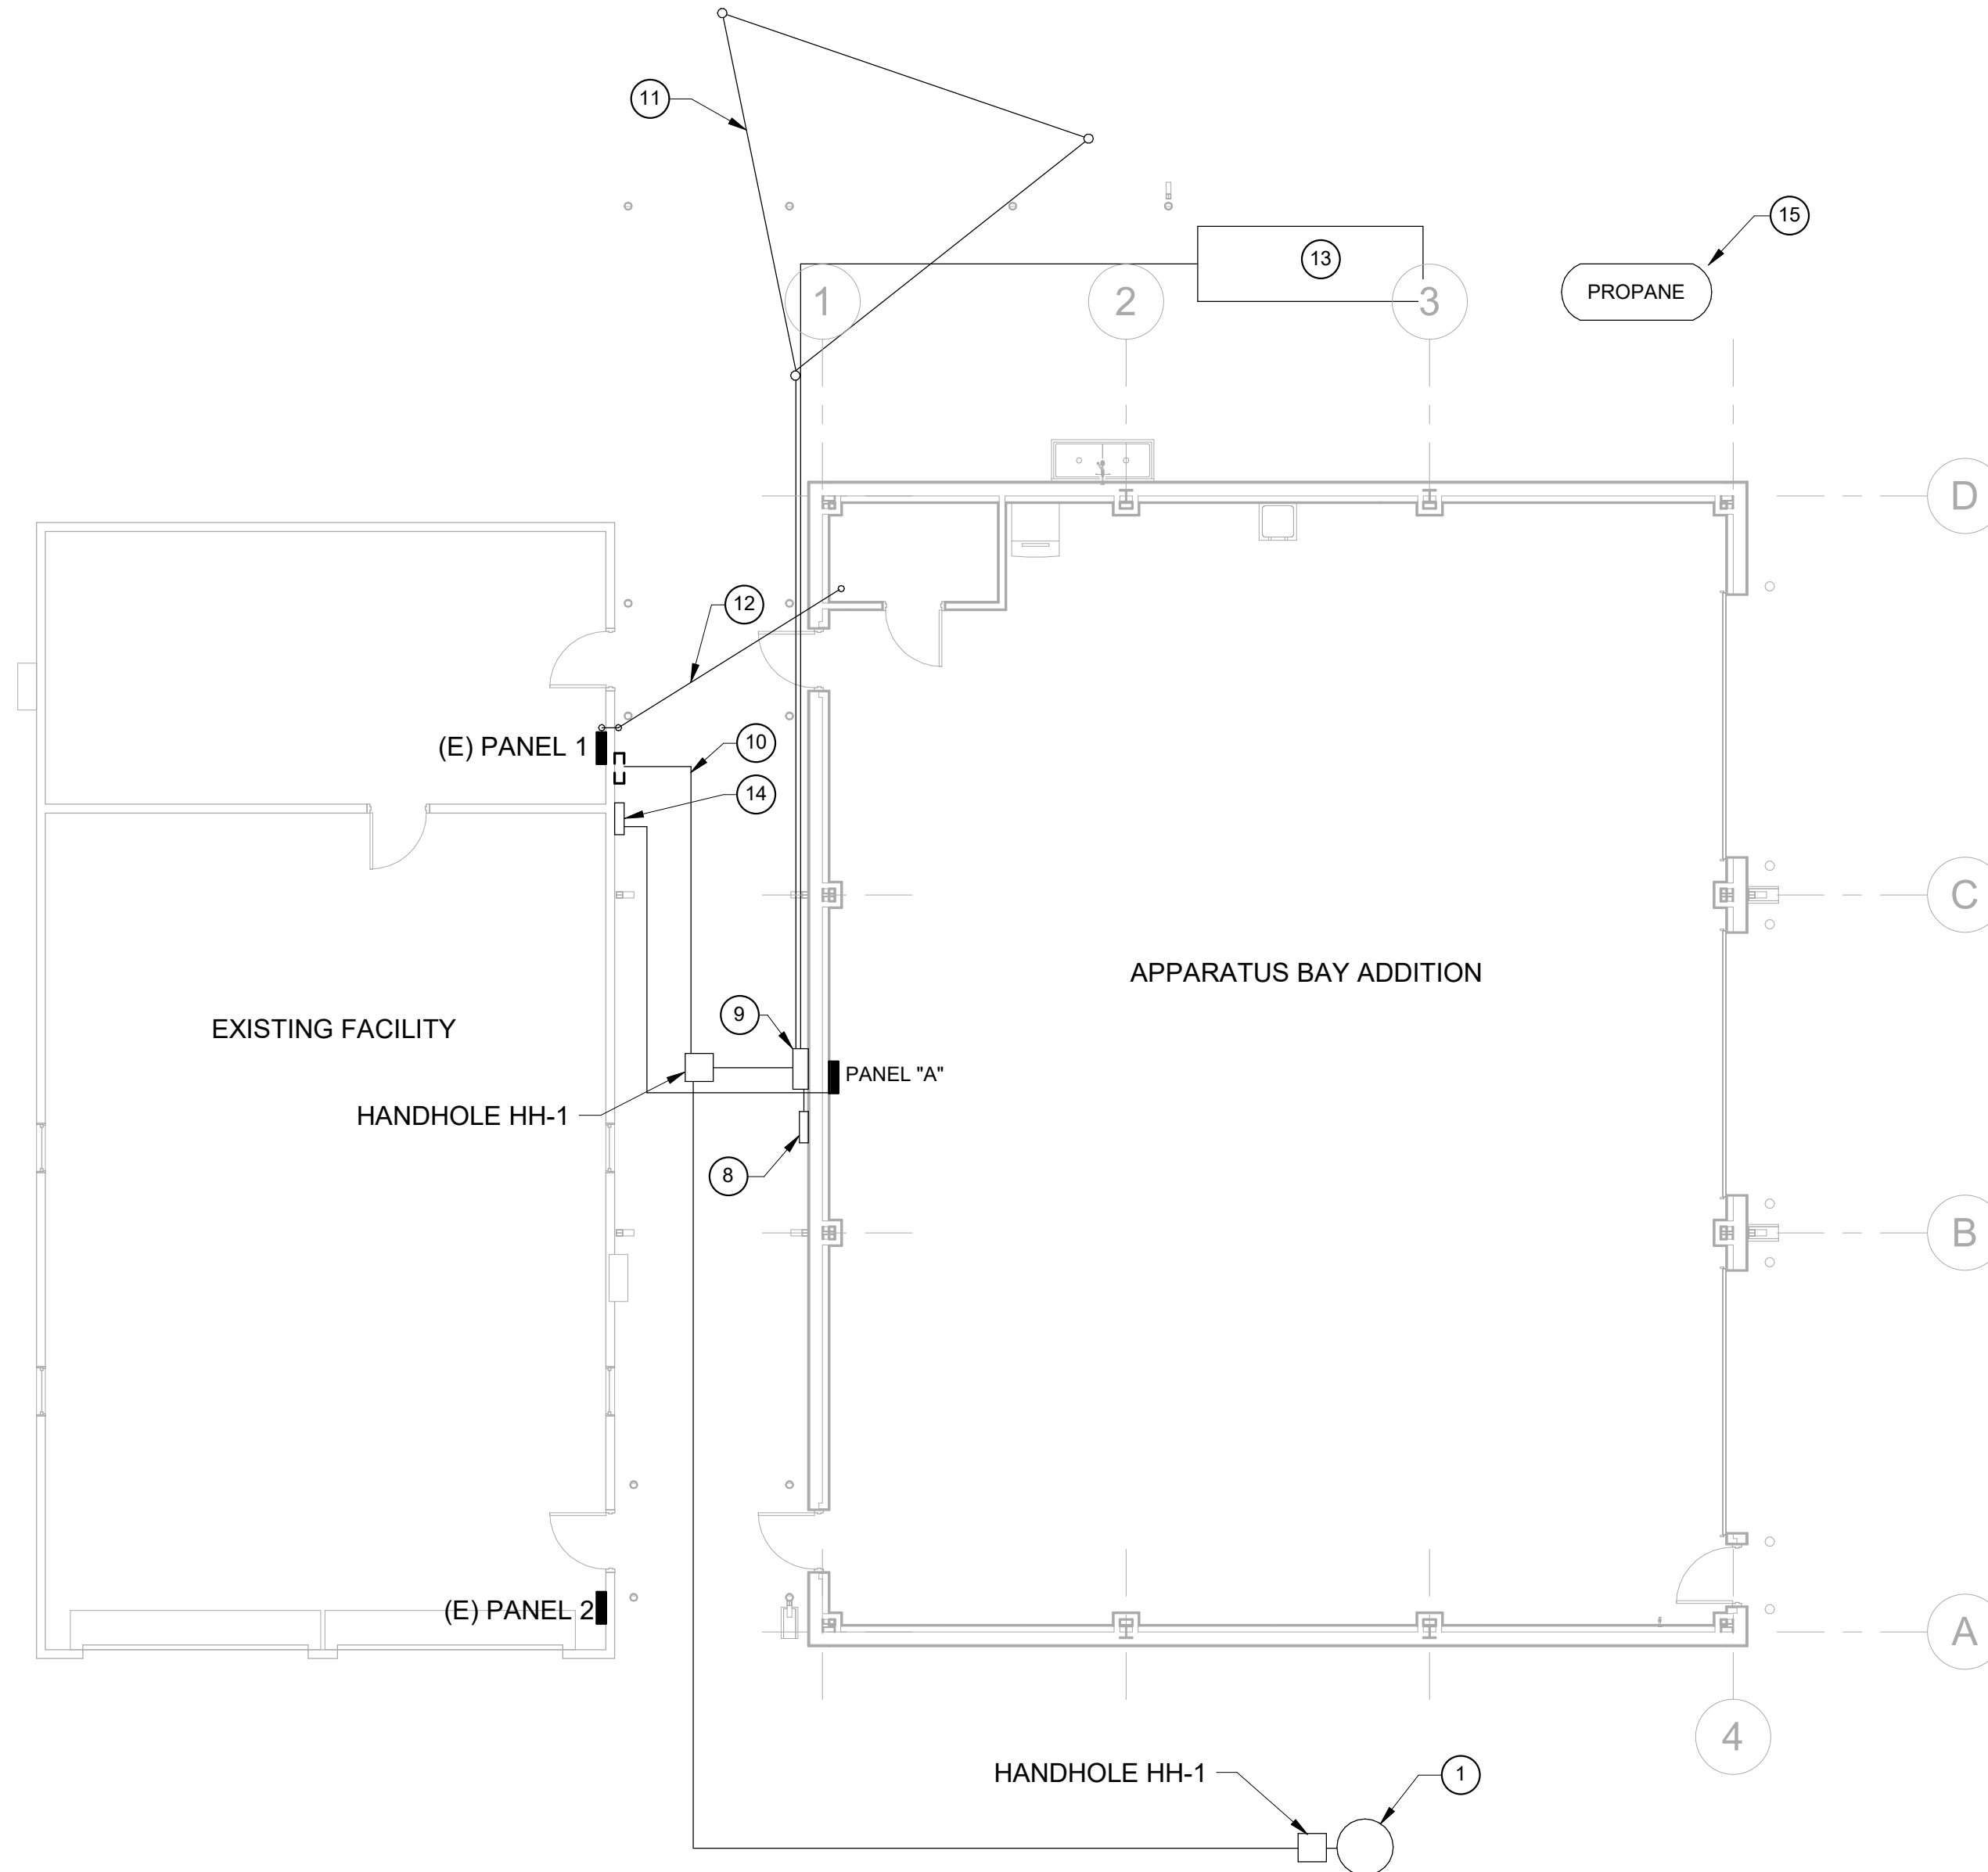 11
15
13
PROPANE
1
2
3
D
12
(E) PANEL 1
10
14
C
APPARATUS BAY ADDITION
9
EXISTING FACILITY
PANEL "A"
HANDHOLE HH-1
8
B
(E) PANEL 2
A
4
HANDHOLE HH-1
1